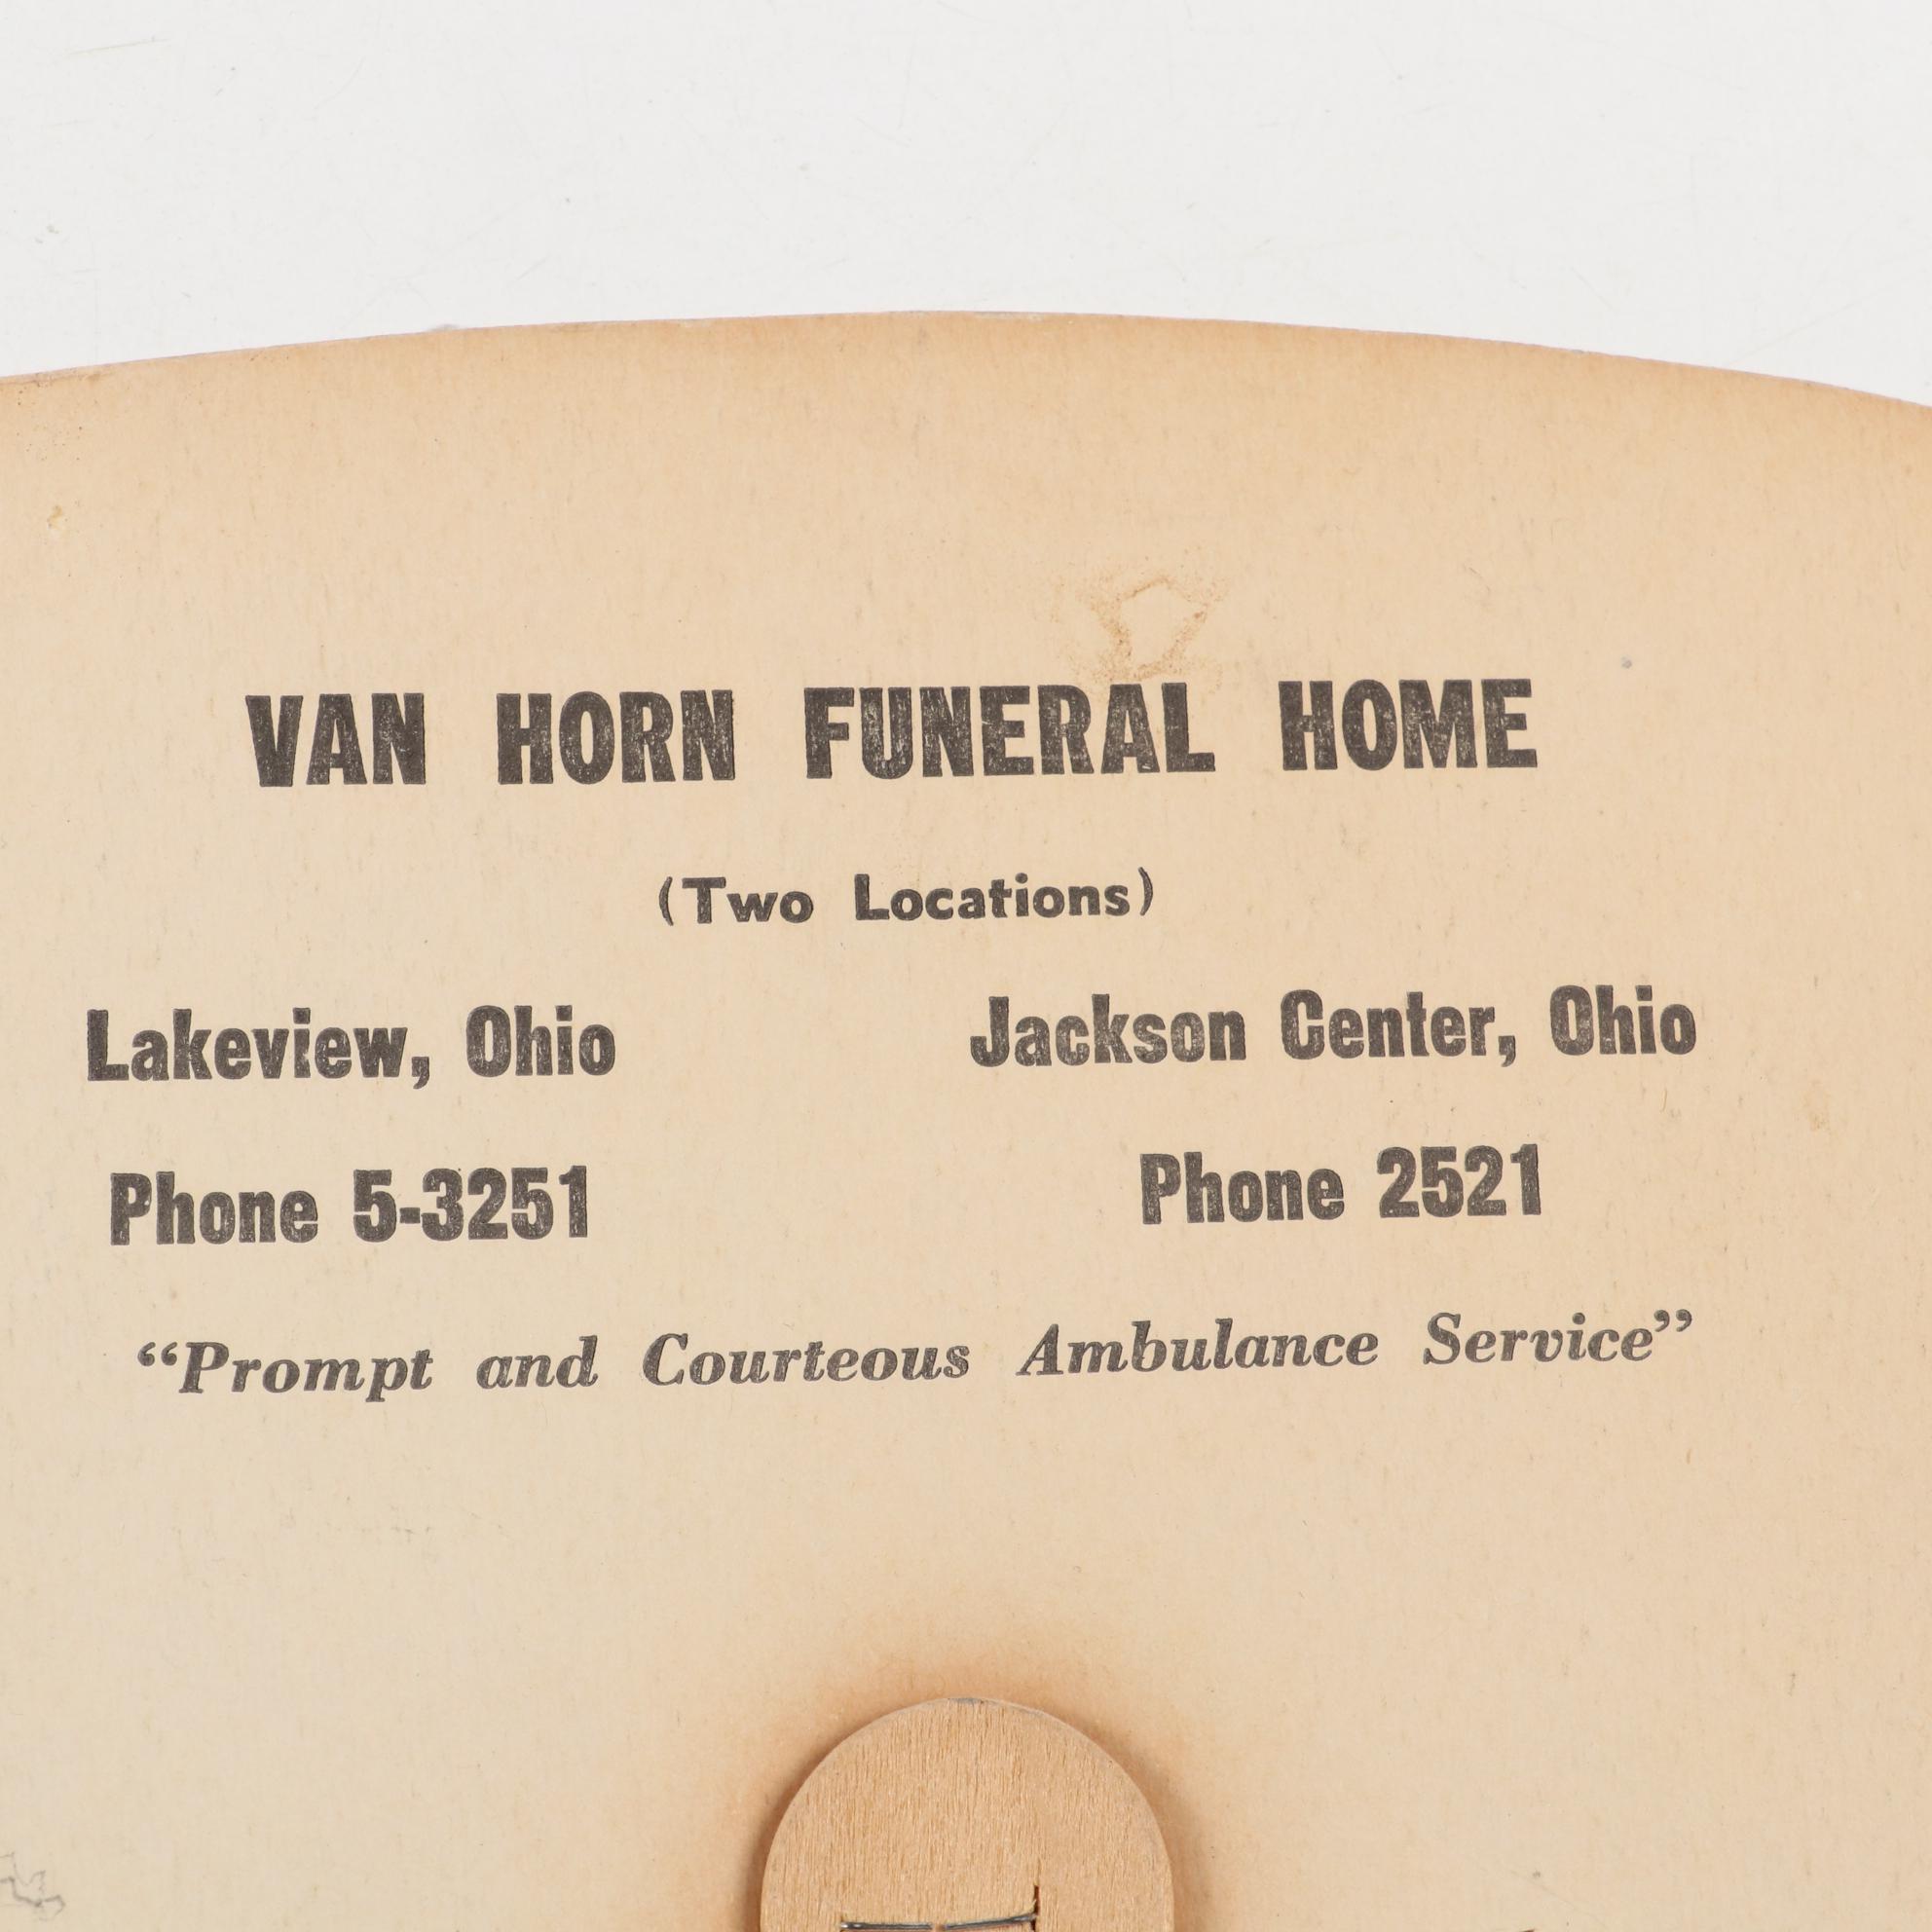 VAN HORN FUNERAL HOME
(Two Locations)
Lakeview, Ohio
Phone 5-3251
Jackson Center, Ohio
Phone 2521
“Prompt and Courteous Ambulance Service”